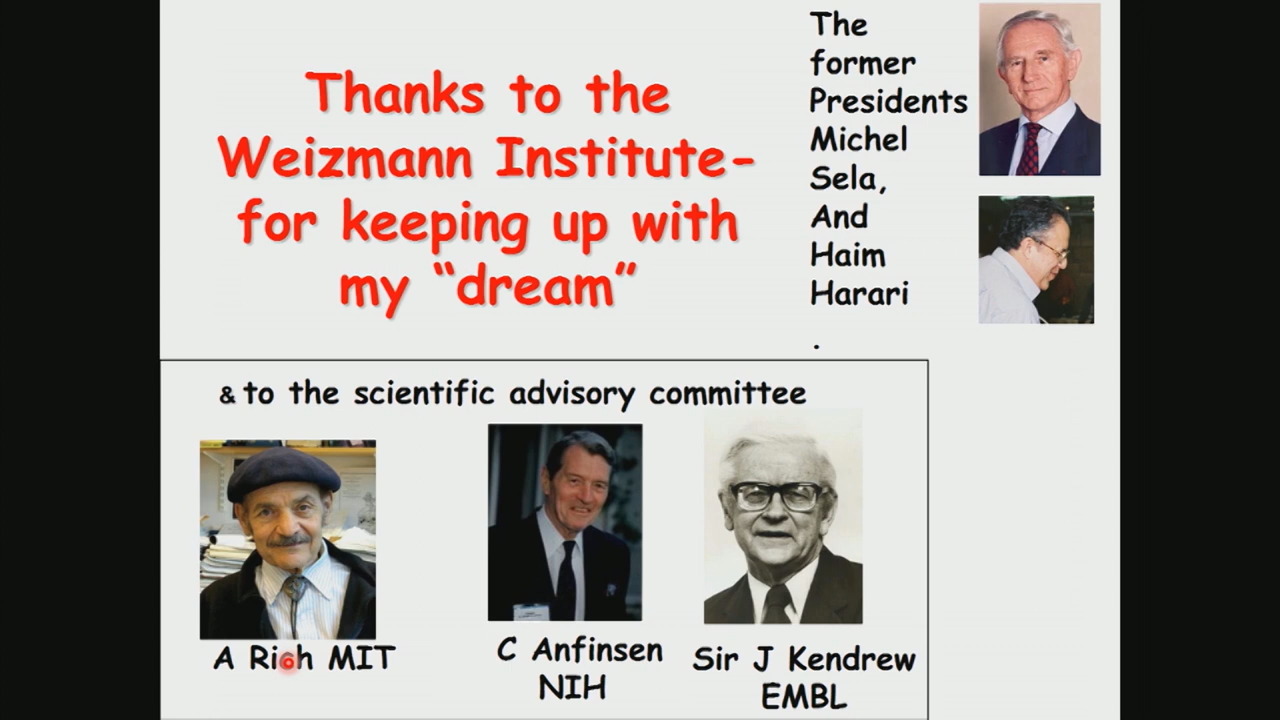 Thanks to the
Weizmann Institute-
for keeping up with
my “dream”
The
former
Presidents
Michel
Sela,
And
Haim
Harari
.
& to the scientific advisory committee
A Rich MIT
C Anfinsen
NIH
Sir J Kendrew
EMBL